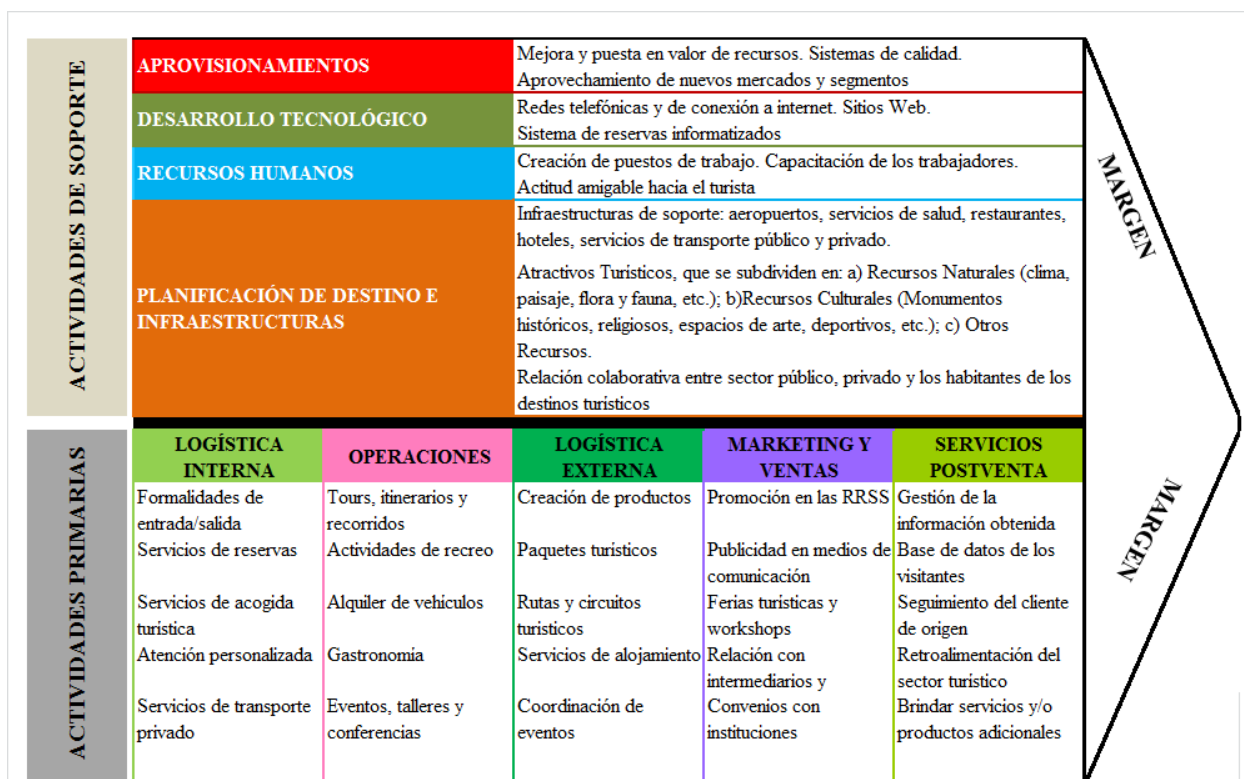 ACTIVIDADES DE SOPORTE
APROVISIONAMIENTOS
Mejora y puesta en valor de recursos. Sistemas de calidad.
Aprovechamiento de nuevos mercados y segmentos
DESARROLLO TECNOLÓGICO
Redes telefónicas y de conexión a internet. Sitios Web.
Sistema de reservas informatizados
RECURSOS HUMANOS
Creación de puestos de trabajo. Capacitación de los trabajadores.
Actitud amigable hacia el turista
PLANIFICACIÓN DE DESTINO E
INFRAESTRUCTURAS
Infraestructuras de soporte: aeropuertos, servicios de salud, restaurantes,
hoteles, servicios de transporte público y privado.
Atractivos Turisticos, que se subdividen en: a) Recursos Naturales (clima,
paisaje, flora y fauna, etc.); b)Recursos Culturales (Monumentos
históricos, religiosos, espacios de arte, deportivos, etc.); c) Otros
Recursos.
Relación colaborativa entre sector público, privado y los habitantes de los
destinos turísticos
MARGEN
ACTIVIDADES PRIMARIAS
LOGÍSTICA
INTERNA
Formalidades de
entrada/salida
Servicios de reservas
Servicios de acogida
turistica
Atención personalizada
Servicios de transporte
privado
OPERACIONES
Tours, itinerarios y
recorridos
Actividades de recreo
Alquiler de vehiculos
Gastronomía
Eventos, talleres y
conferencias
LOGÍSTICA
EXTERNA
Creación de productos
Paquetes turísticos
Rutas y circuitos
turisticos
Servicios de alojamiento
Coordinación de
eventos
MARKETING Y
VENTAS
Promoción en las RRSS
Publicidad en medios de
comunicación
Ferias turísticas y
workshops
Relación con
intermediarios y
Convenios con
instituciones
SERVICIOS
POSTVENTA
Gestión de la
información obtenida
Base de datos de los
visitantes
Seguimiento del cliente
de origen
Retroalimentación del
sector turístico
Brindar servicios y/o
productos adicionales
MARGEN